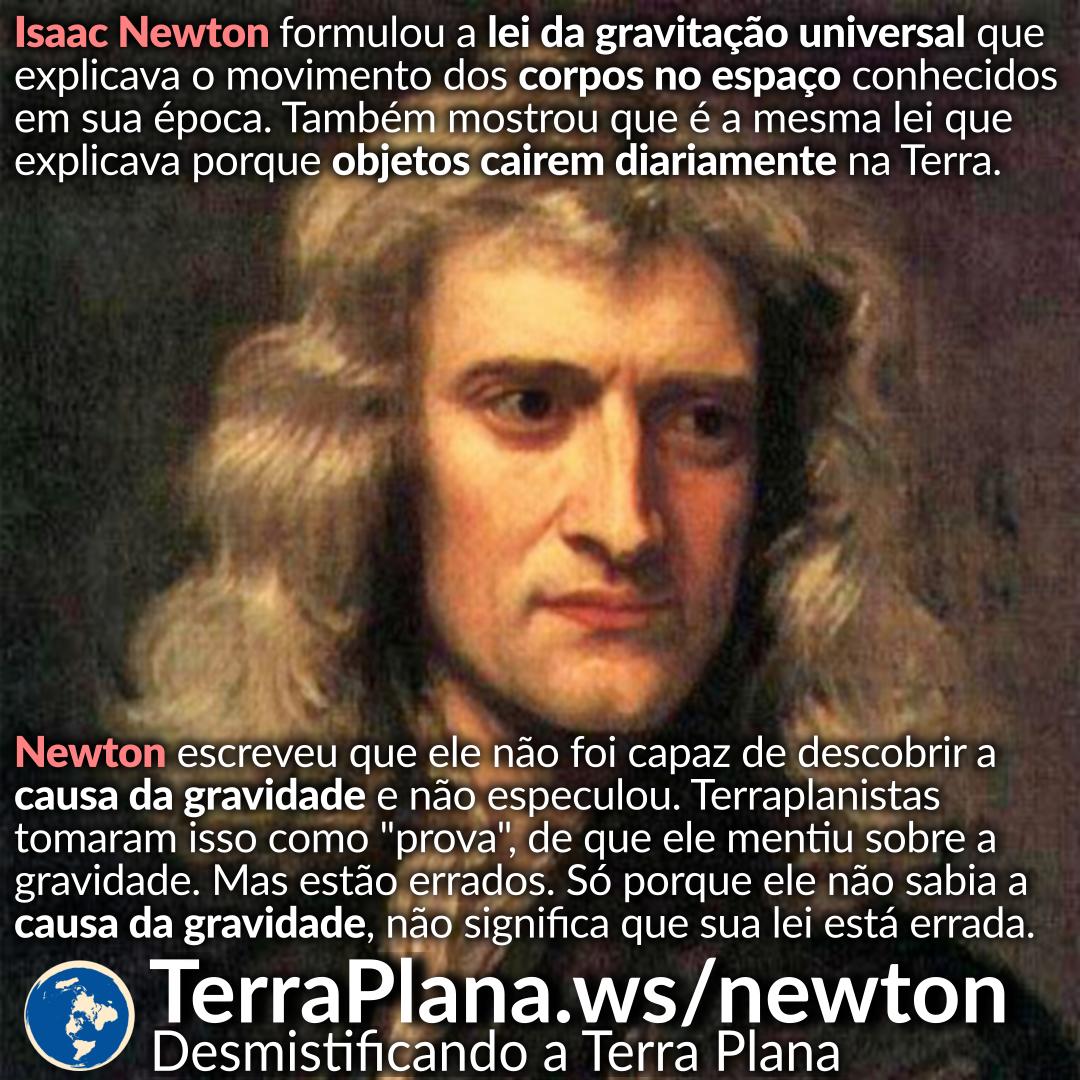 Isaac Newton formulou a lei da gravitação universal que
explicava o movimento dos corpos no espaço conhecidos
em sua época. Também mostrou que é a mesma lei que
explicava porque objetos cairem diariamente na Terra.
Newton escreveu que ele não foi capaz de descobrir a
causa da gravidade e não especulou. Terraplanistas
tomaram isso como "prova", de que ele mentiu sobre a
gravidade. Mas estão errados. Só porque ele não sabia a
causa da gravidade, não significa que sua lei está errada.
TerraPlana.ws/newton
Desmistificando a Terra Plana